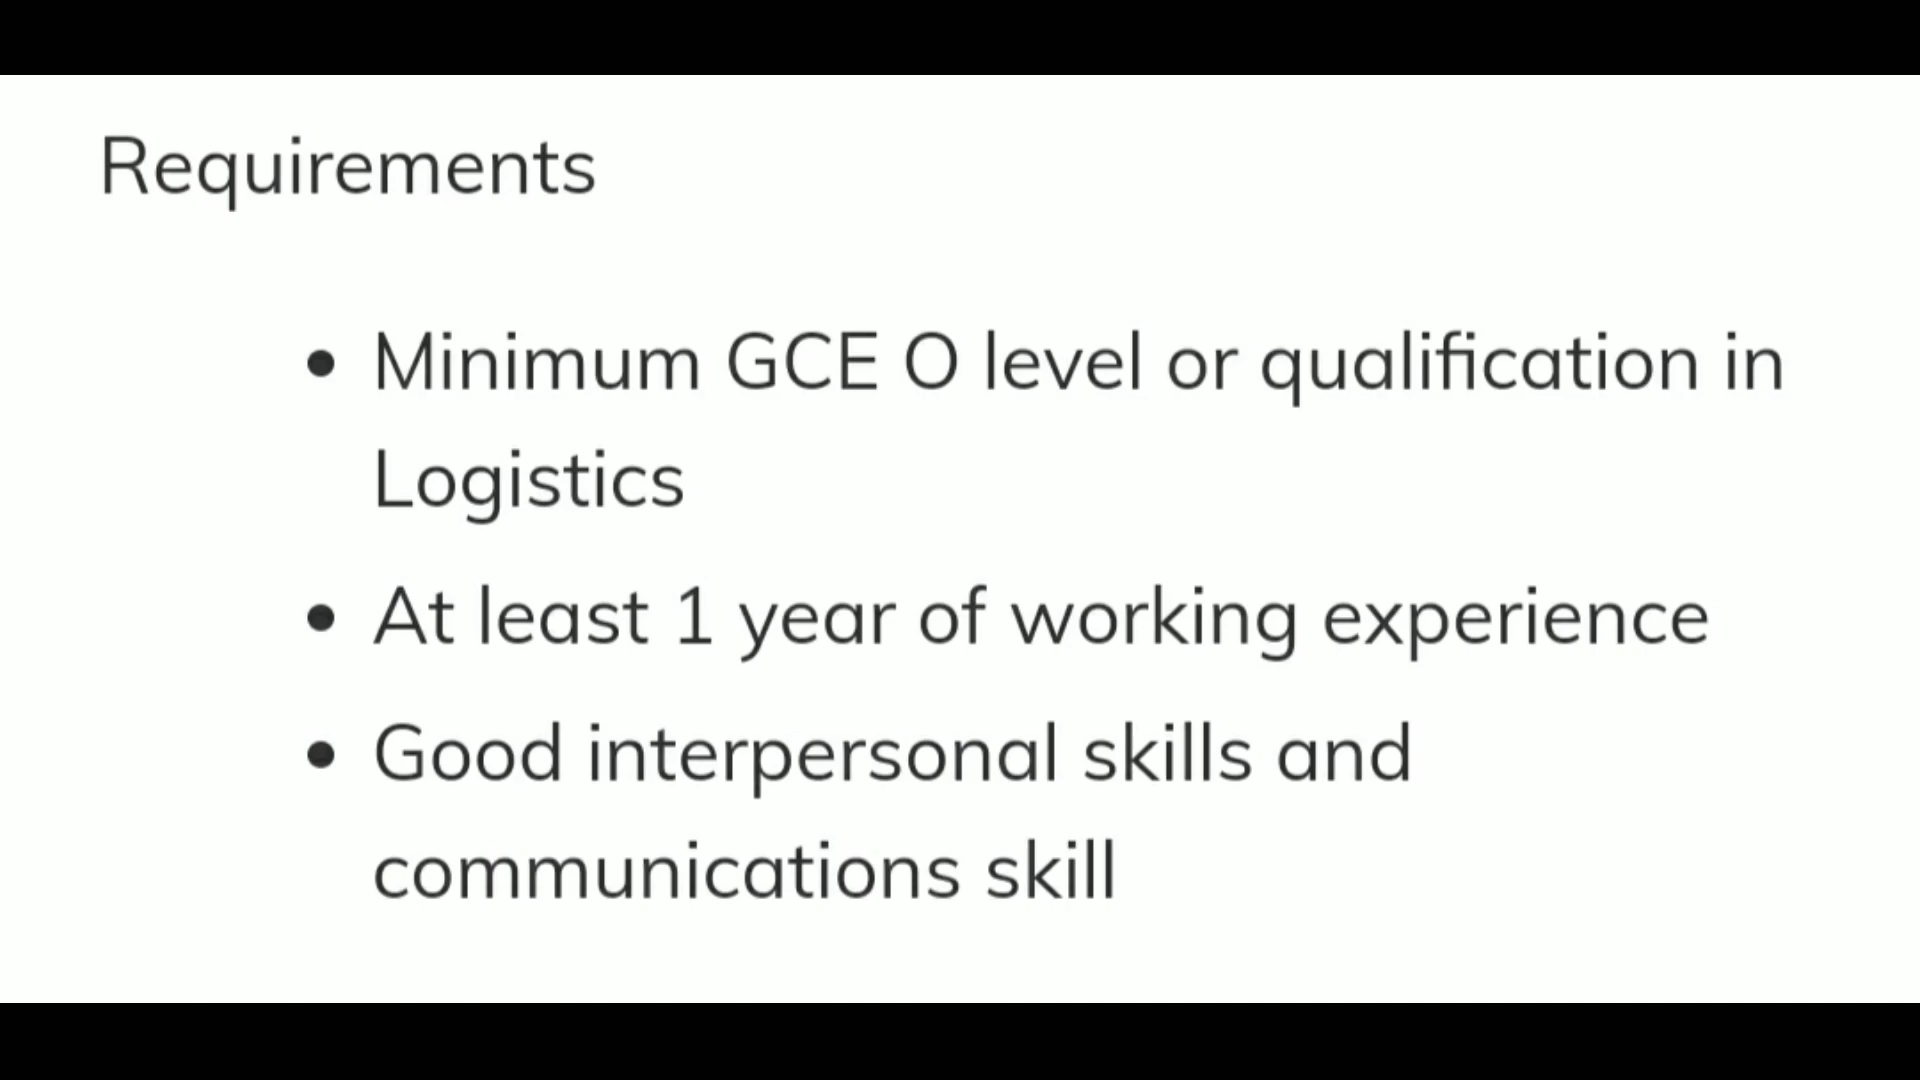 Requirements
• Minimum GCE O level or qualification in
Logistics
• At least 1 year of working experience
• Good interpersonal skills and
communications skill